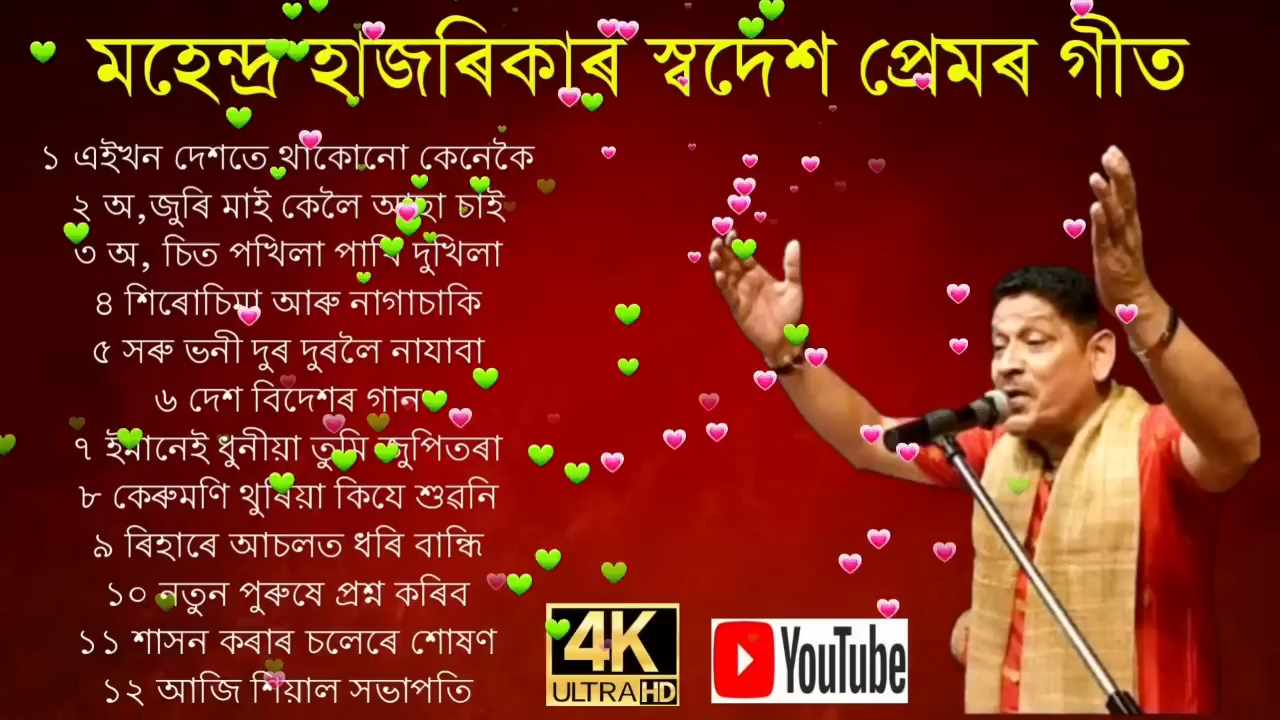 মহেন্দ্ৰ হাজৰিকাৰ স্বদেশ প্ৰেমৰ গীত
১ এইখন দেশতে থাকোনো কেনেকৈ
২ অ,জুৰি মাই কেলৈ আহা চাই
৩ অ, চিত পখিলা পাখি দুখিলা
৪ শিৰোচিমা আৰু নাগাচাকি
৫ সৰু ভনী দুৰ দুৰলৈ নাযাবা
৬ দেশ বিদেশৰ গান
৭ ইমানেই ধুনীয়া তুমি জুপিতৰা
৮ কেৰুমণি থুৰিয়া কিযে শুৱনি
৯ ৰিহাৰে আচলত ধৰি বান্ধি
১০ নতুন পুৰুষে প্ৰশ্ন কৰিব
১১ শাসন কৰাৰ চলেৰে শোষণ
১২ আজি শিয়াল সভাপতি
4K
ULTRA HD
YouTube